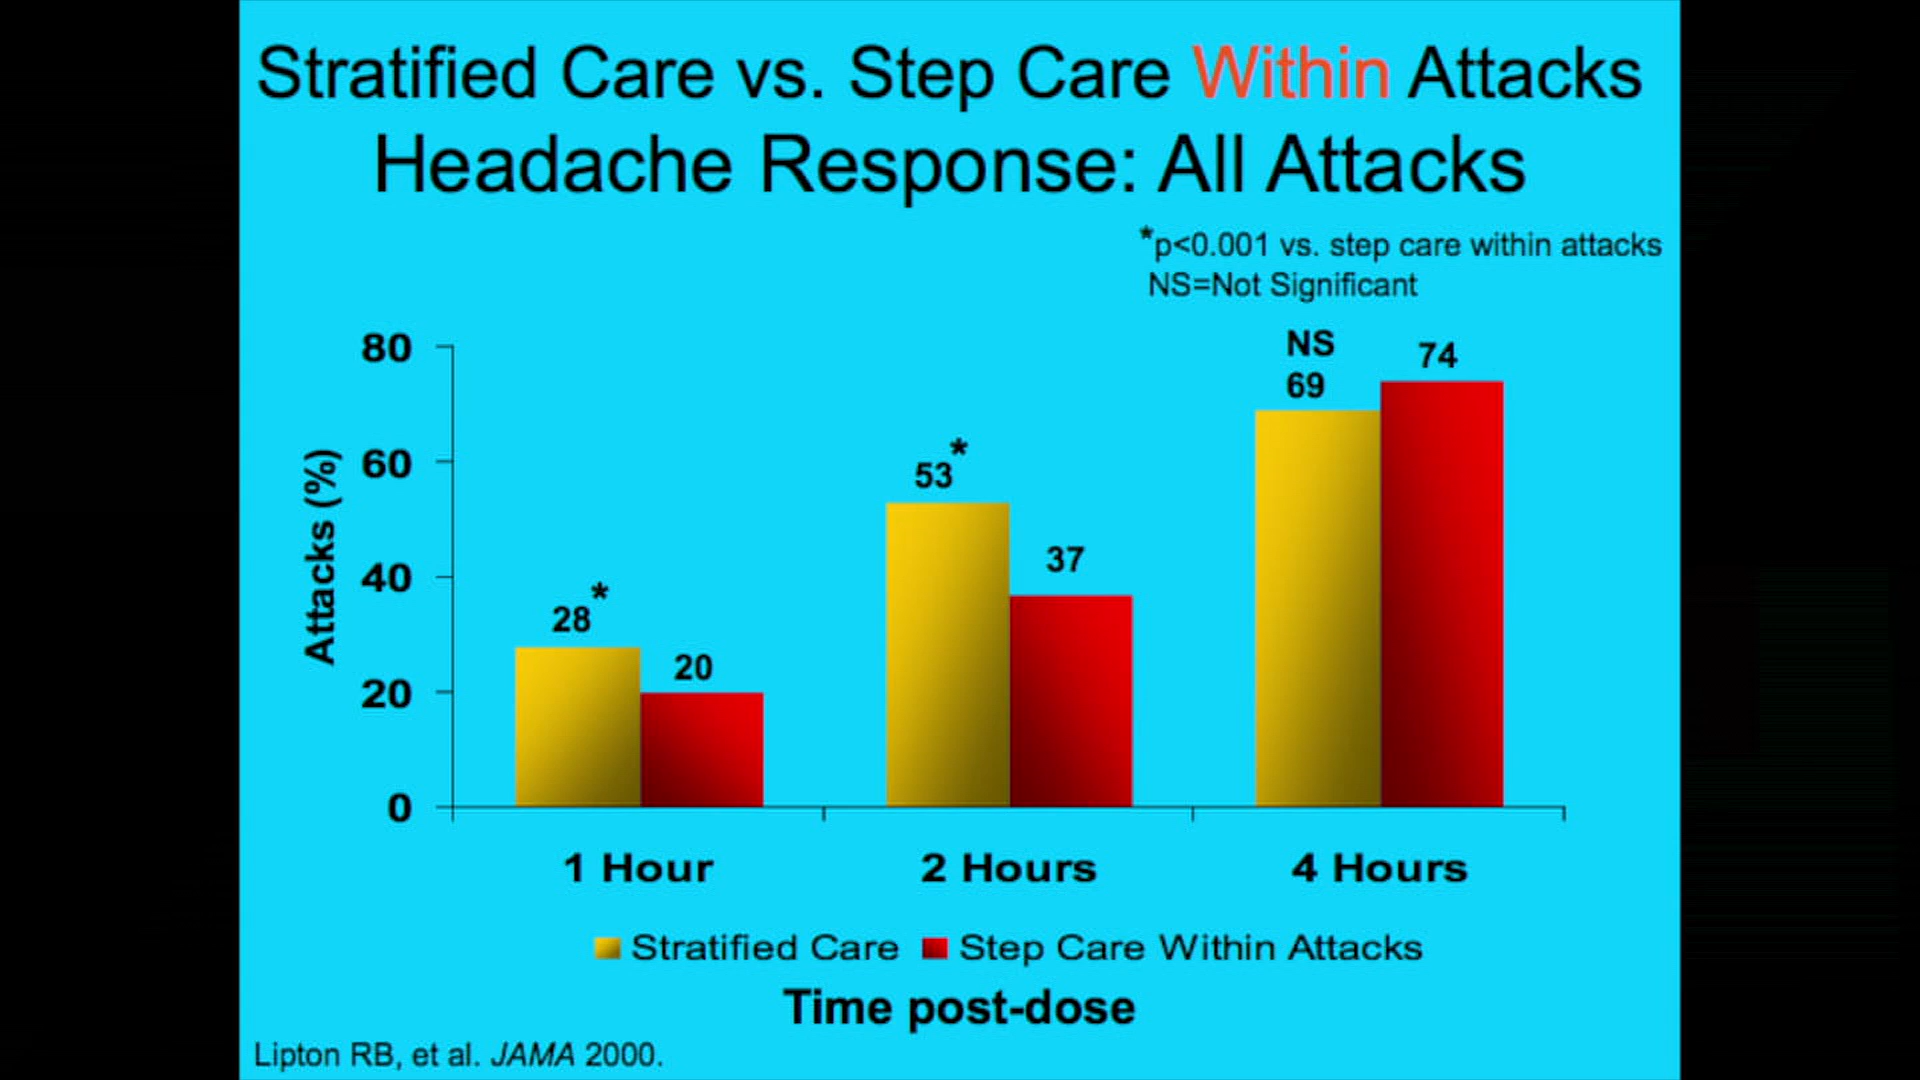 Stratified Care vs. Step Care Within Attacks
Headache Response: All Attacks
*p<0.001 vs. step care within attacks
NS=Not Significant
80
60
40
20
0
Attacks (%)
28*
20
53*
37
NS
69
74
1 Hour
2 Hours
4 Hours
Stratified Care Step Care Within Attacks
Time post-dose
Lipton RB, et al. JAMA 2000.